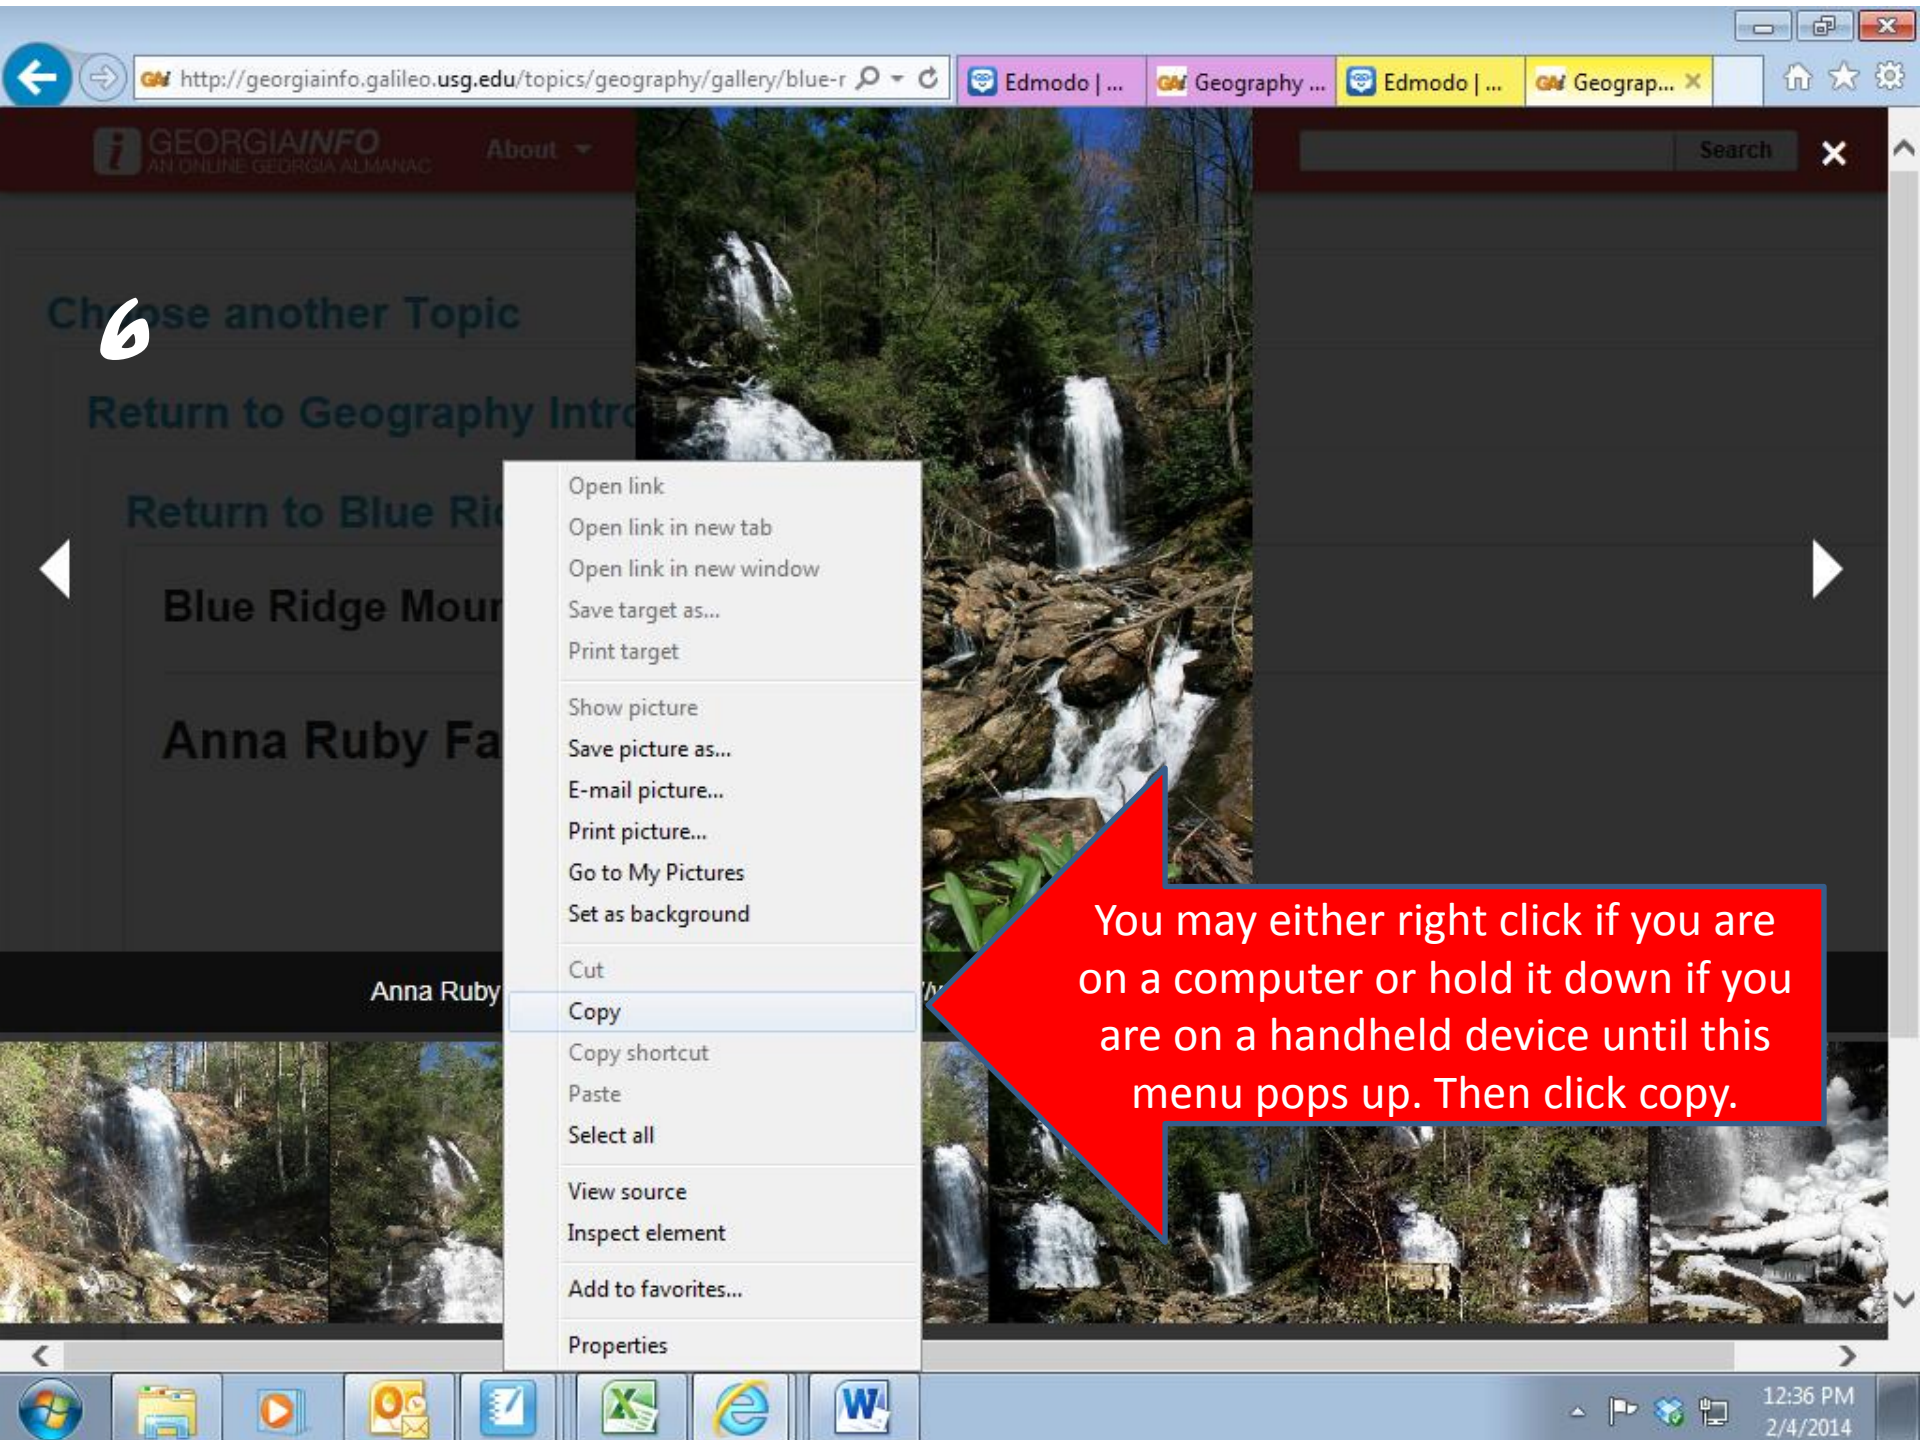 http://georgiainfo.galileo.usg.edu/topics/geography/gallery/blue-r
Edmodo | ...
Geography ...
Edmodo | ...
Geograp...
GEORGIAINFO
AN ONLINE GEORGIA ALMANAC
About
Search
6
Choose another Topic
Return to Geography Intro
Return to Blue Rid
Blue Ridge Moun
Anna Ruby Fa
Open link
Open link in new tab
Open link in new window
Save target as...
Print target
Show picture
Save picture as...
E-mail picture...
Print picture...
Go to My Pictures
Set as background
Cut
Copy
Copy shortcut
Paste
Select all
View source
Inspect element
Add to favorites...
Properties
Anna Ruby
You may either right click if you are
on a computer or hold it down if you
are on a handheld device until this
menu pops up. Then click copy.
12:36 PM
2/4/2014